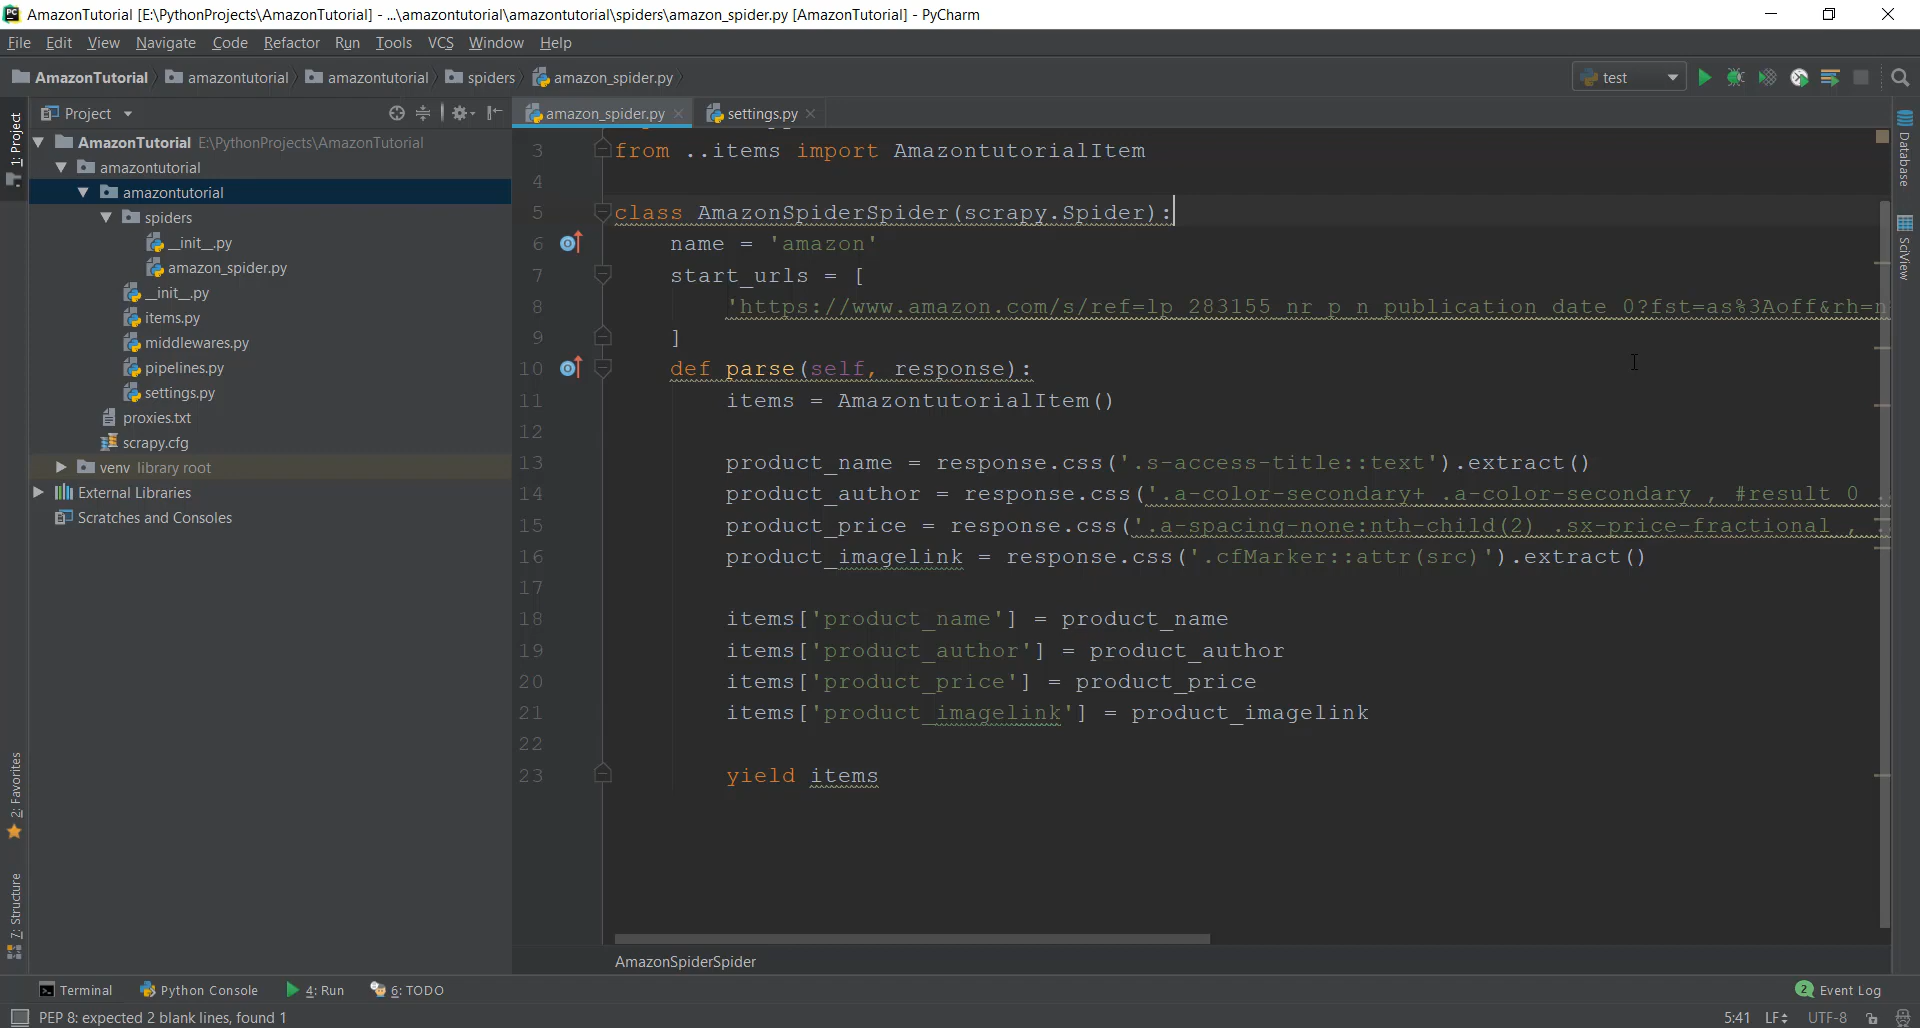 AmazonTutorial [E:\PythonProjects\AmazonTutorial] - ...\amazontutorial\amazontutorial\spiders\amazon_spider.py [AmazonTutorial] - PyCharm
File Edit View Navigate Code Refactor Run Tools VCS Window Help
AmazonTutorial amazontutorial amazontutorial spiders amazon_spider.py test
Project
amazon_spider.py settings.py
1: Project
AmazonTutorial E:\PythonProjects\AmazonTutorial
amazontutorial
amazontutorial
spiders
__init__.py
amazon_spider.py
__init__.py
items.py
middlewares.py
pipelines.py
settings.py
proxies.txt
scrapy.cfg
venv library root
External Libraries
Scratches and Consoles
2: Favorites
7: Structure
3 from ..items import AmazontutorialItem
4
5 class AmazonSpiderSpider(scrapy.Spider):
6 name = 'amazon'
7 start_urls = [
8 'https://www.amazon.com/s/ref=lp_283155_nr_p_n_publication_date_0?fst=as%3Aoff&rh=n
9 ]
10 def parse(self, response):
11 items = AmazontutorialItem()
12
13 product_name = response.css('.s-access-title::text').extract()
14 product_author = response.css('.a-color-secondary+ .a-color-secondary , #result_0 .
15 product_price = response.css('.a-spacing-none:nth-child(2) .sx-price-fractional , .
16 product_imagelink = response.css('.cfMarker::attr(src)').extract()
17
18 items['product_name'] = product_name
19 items['product_author'] = product_author
20 items['product_price'] = product_price
21 items['product_imagelink'] = product_imagelink
22
23 yield items
AmazonSpiderSpider
Database
SciView
Terminal Python Console 4: Run 6: TODO 2 Event Log
PEP 8: expected 2 blank lines, found 1 5:41 LF UTF-8